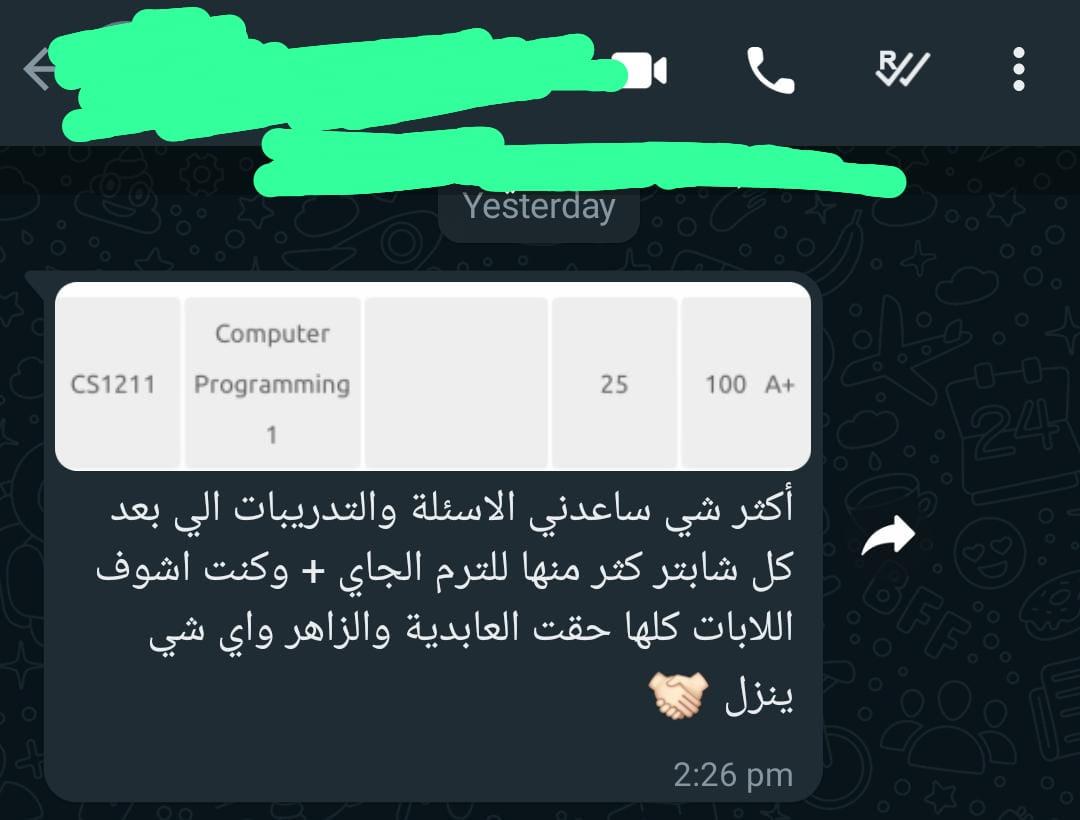 Yesterday
CS1211
Computer
Programming
1
25
100 A+
أكثر شي ساعدني الاسئلة والتدريبات الي بعد
كل شابتر كثر منها للترم الجاي + وكنت اشوف
اللابات كلها حقت العابدية والزاهر واي شي
ينزل 🤝🏻
2:26 pm